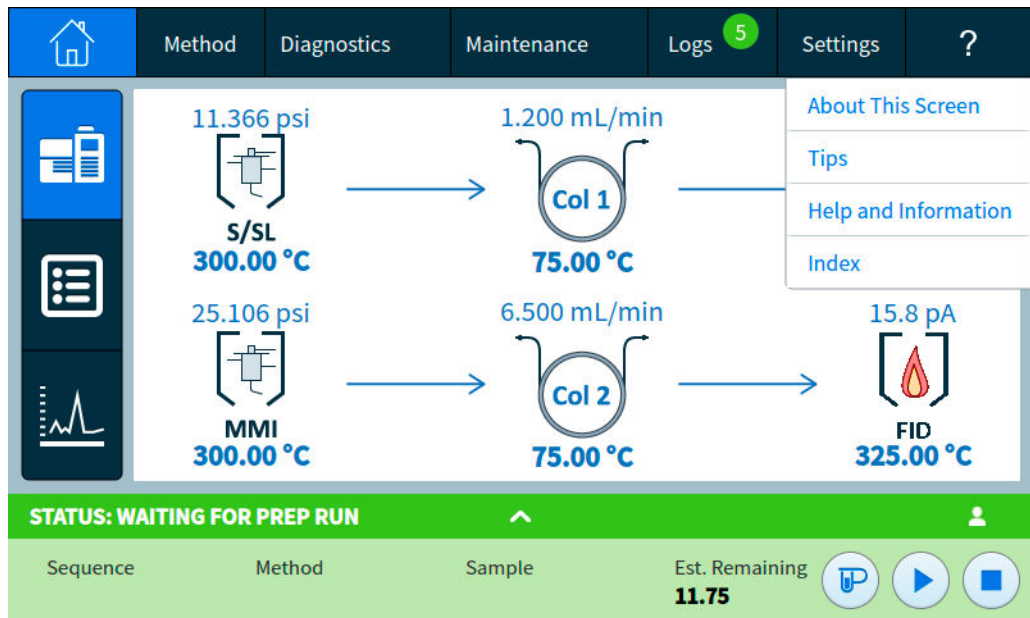 Method Diagnostics Maintenance Logs 5 Settings ?
About This Screen
Tips
Help and Information
Index
11.366 psi 1.200 mL/min
Col 1
S/SL
300.00 °C 75.00 °C
25.106 psi 6.500 mL/min 15.8 pA
Col 2
MMI FID
300.00 °C 75.00 °C 325.00 °C
STATUS: WAITING FOR PREP RUN
Sequence Method Sample Est. Remaining
11.75
P